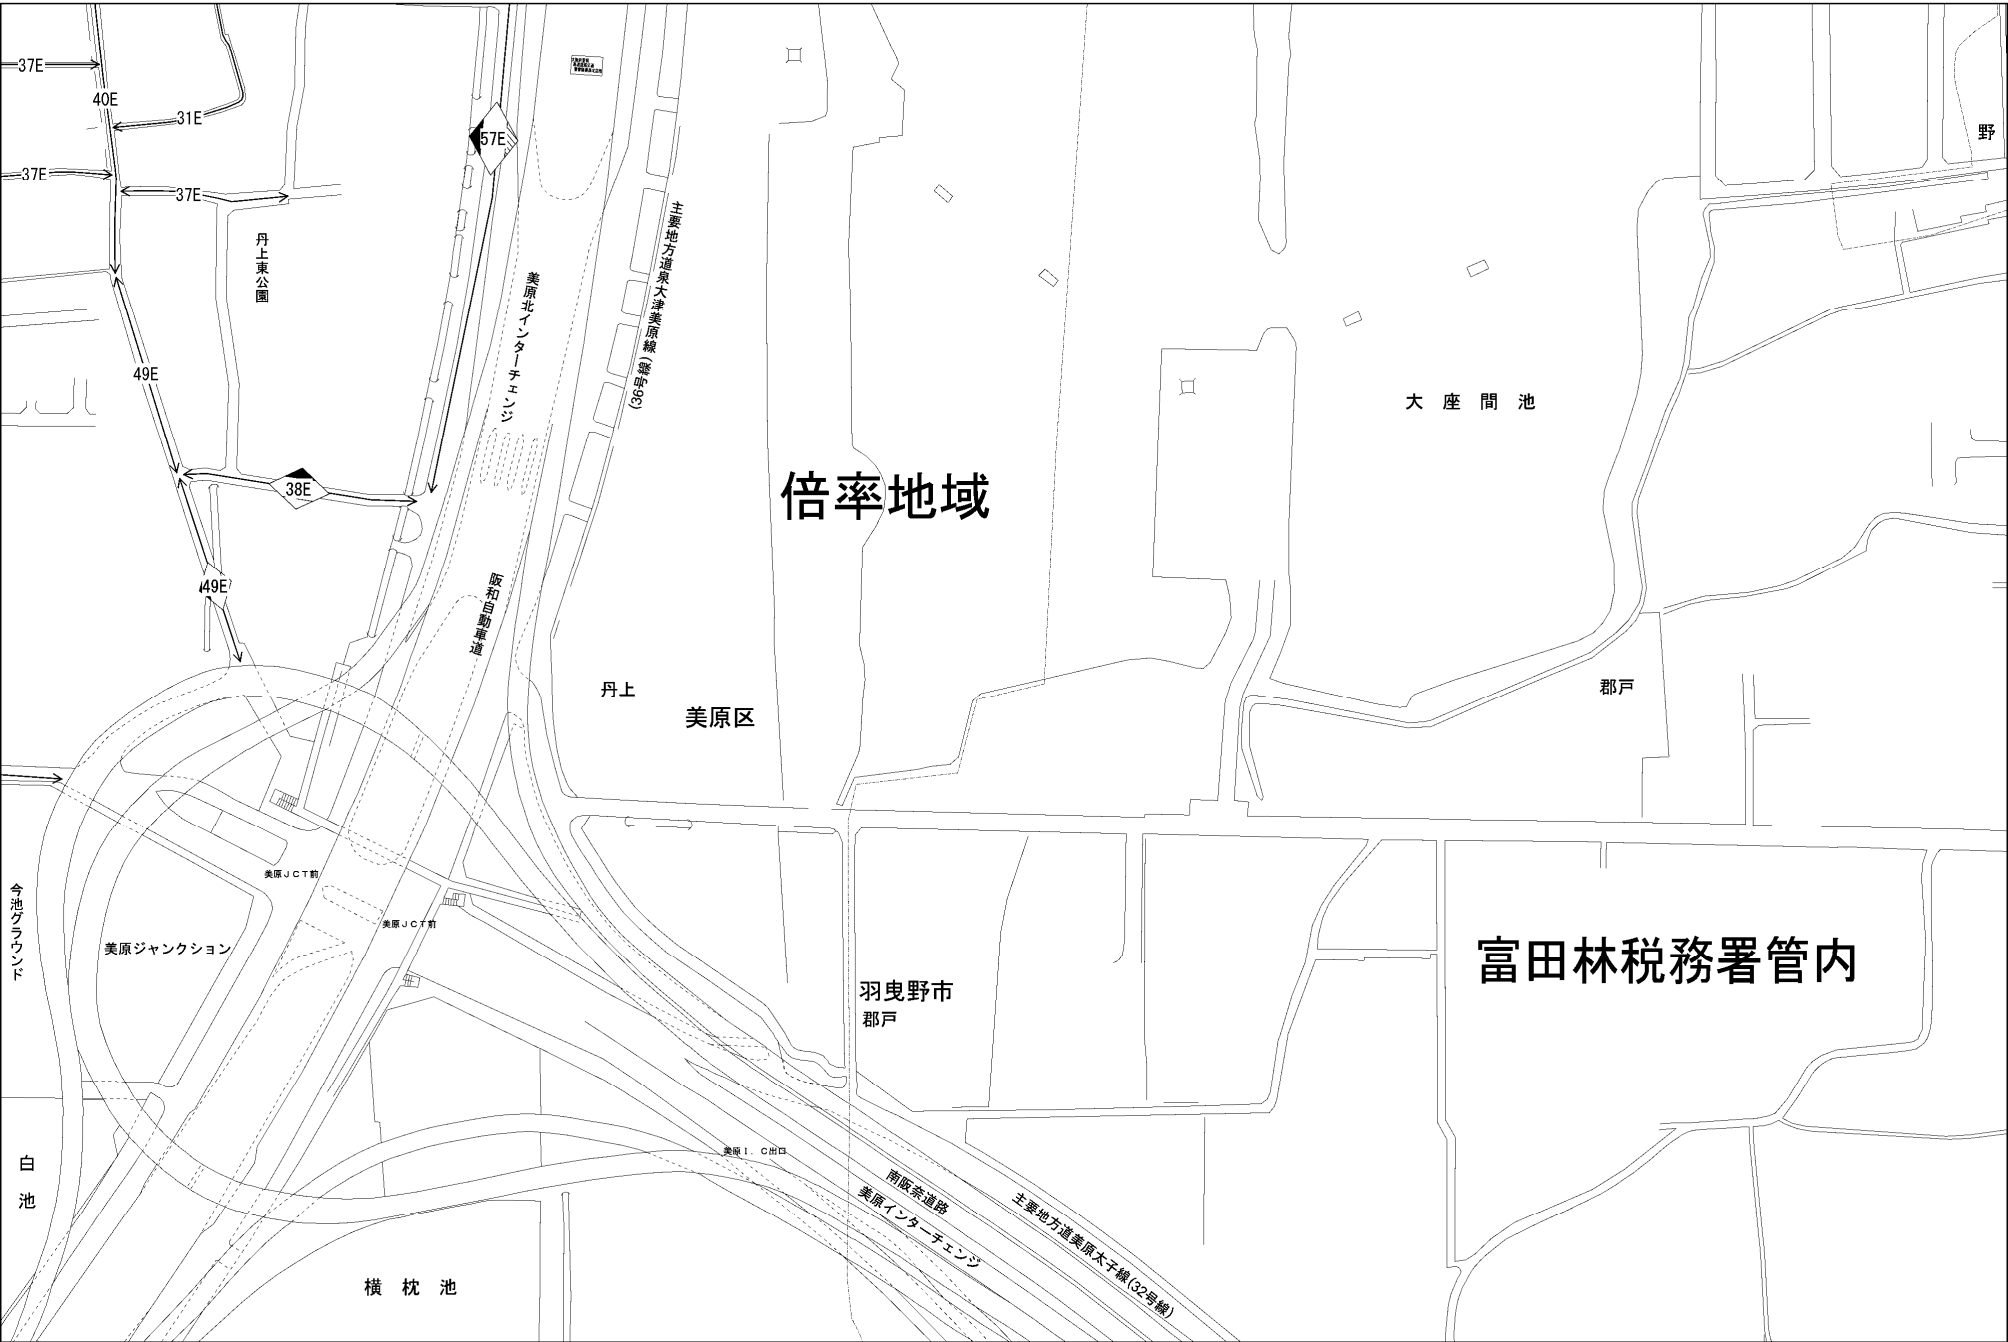 37E
40E
31E
57E
37E
37E
野
丹上東公園
主要地方道泉大津美原線
(36号線)
美原北インターチェンジ
49E
大座間池
38E
倍率地域
49E
阪和自動車道
丹上
美原区
郡戸
美原JCT前
美原JCT前
今池グラウンド
美原ジャンクション
富田林税務署管内
羽曳野市
郡戸
白池
美原I.C出口
南阪奈道路
美原インターチェンジ
主要地方道美原太子線(32号線)
横枕池